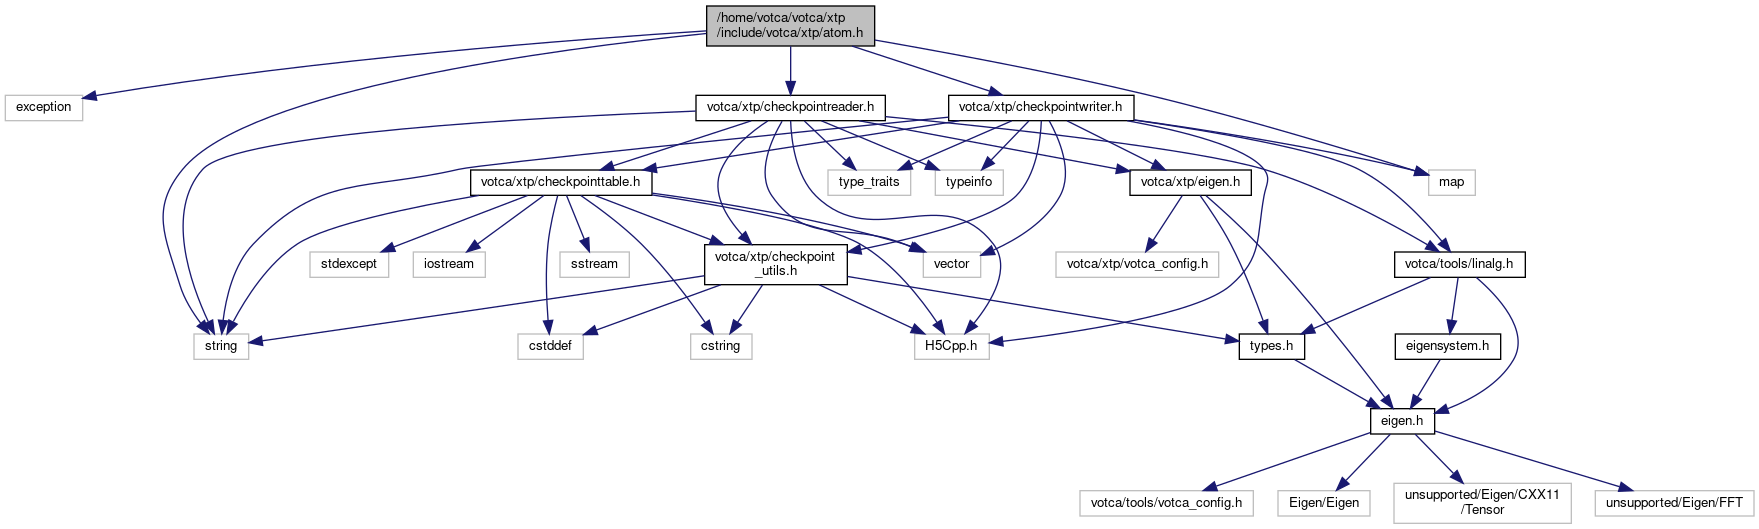 /home/votca/votca/xtp
/include/votca/xtp/atom.h
exception
votca/xtp/checkpointreader.h
votca/xtp/checkpointwriter.h
votca/xtp/checkpointtable.h
type_traits
typeinfo
votca/xtp/eigen.h
map
stdexcept
iostream
sstream
votca/xtp/checkpoint
_utils.h
vector
votca/xtp/votca_config.h
votca/tools/linalg.h
string
cstddef
cstring
H5Cpp.h
types.h
eigensystem.h
eigen.h
votca/tools/votca_config.h
Eigen/Eigen
unsupported/Eigen/CXX11
/Tensor
unsupported/Eigen/FFT